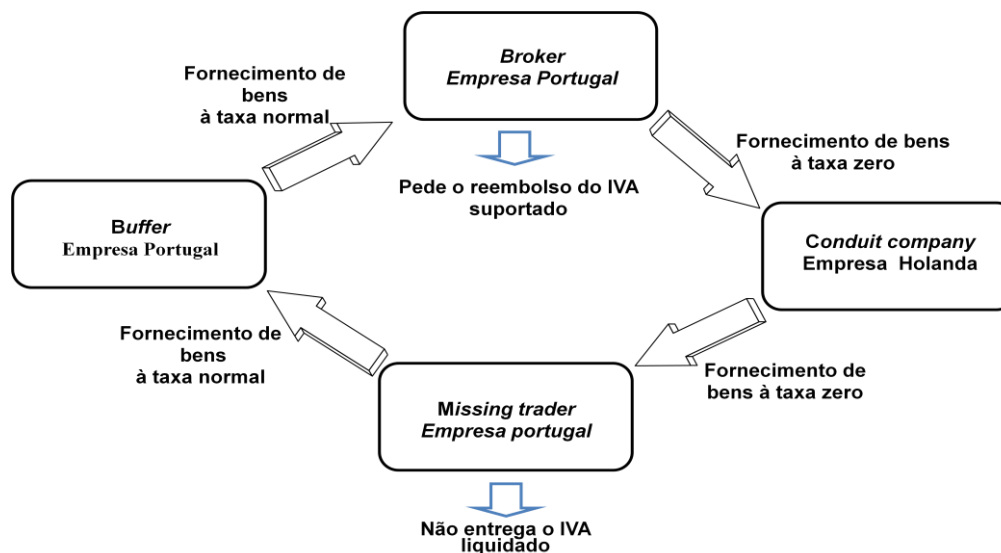 Broker
Empresa Portugal
Fornecimento de
bens
à taxa normal
Fornecimento de bens
à taxa zero
Pede o reembolso do IVA
suportado
Buffer
Empresa Portugal
Conduit company
Empresa Holanda
Fornecimento de
bens
à taxa normal
Fornecimento de
bens à taxa zero
Missing trader
Empresa portugal
Não entrega o IVA
liquidado